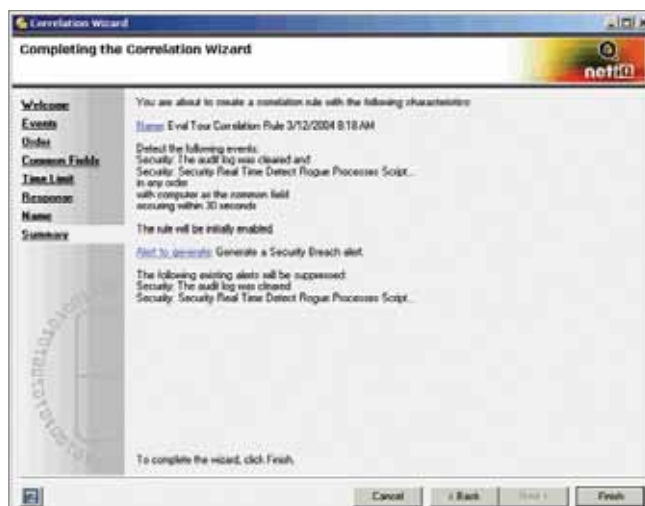 Correlation Wizard
Completing the Correlation Wizard
netIQ
Welcome
Events
Order
Common Fields
Time Limit
Response
Name
Summary
You are about to create a correlation rule with the following characteristics:
Name: Eval Tour Correlation Rule 3/12/2004 8:18 AM
Detect the following events:
Security: The audit log was cleared and
Security: Security Real Time Detect Rogue Processes Script...
in any order
with computer as the common field
occuring within 30 seconds
The rule will be initially enabled.
Alert to generate: Generate a Security Breach alert.
The following existing alerts will be suppressed:
Security: The audit log was cleared
Security: Security Real Time Detect Rogue Processes Script...
To complete the wizard, click Finish.
Cancel
< Back
Next >
Finish